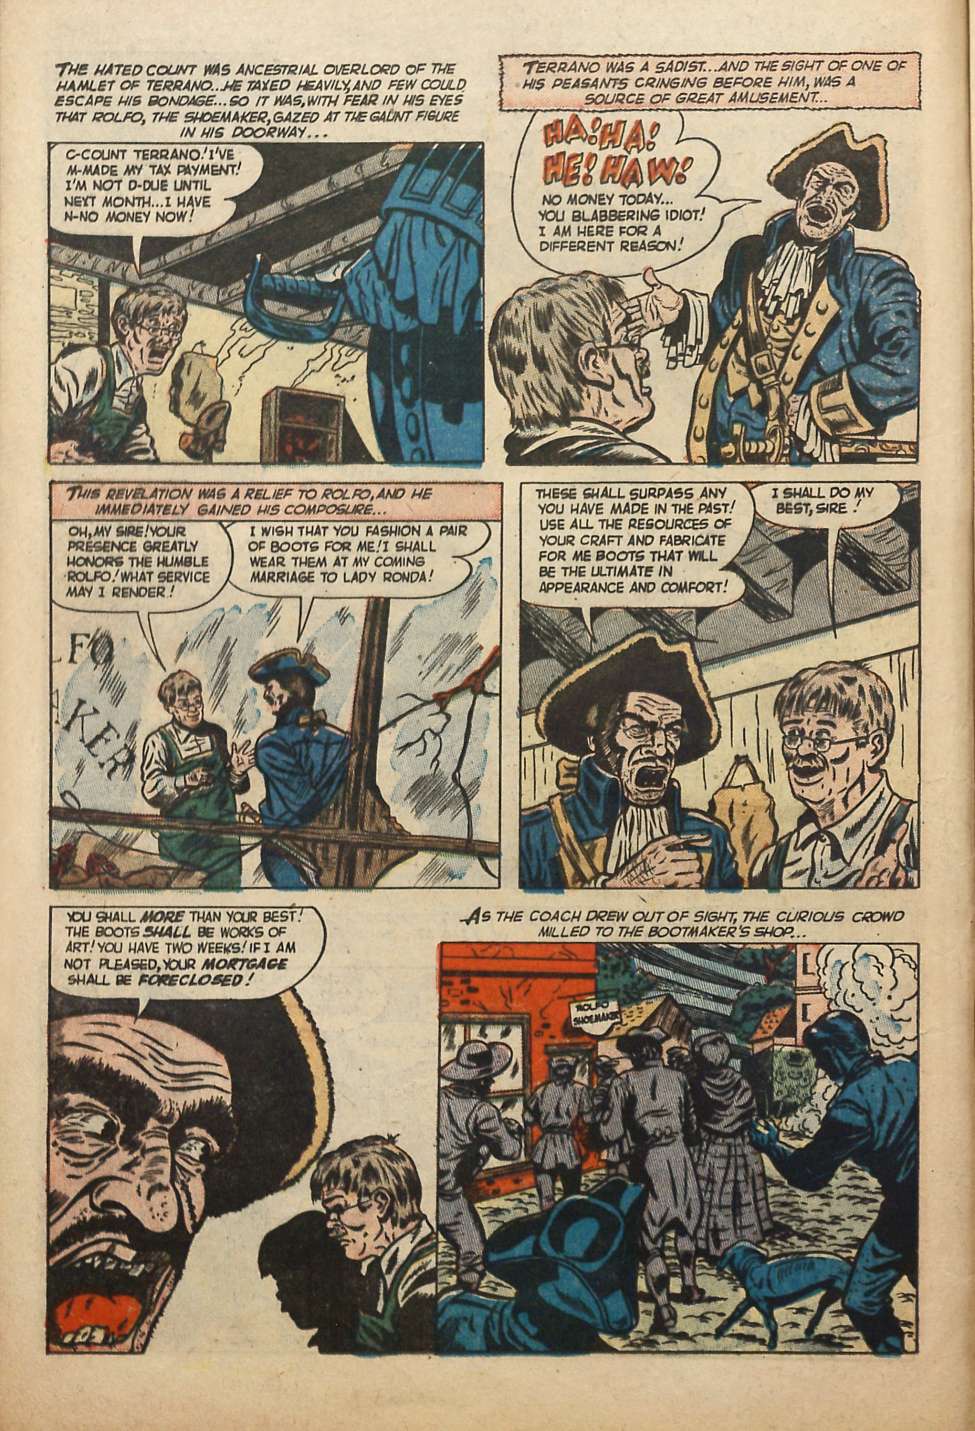 THE HATED COUNT WAS ANCESTRIAL OVERLORD OF THE
HAMLET OF TERRANO...HE TAXED HEAVILY, AND FEW COULD
ESCAPE HIS BONDAGE...SO IT WAS, WITH FEAR IN HIS EYES
THAT ROLFO, THE SHOEMAKER, GAZED AT THE GAUNT FIGURE
IN HIS DOORWAY...
C-COUNT TERRANO! I'VE
M-MADE MY TAX PAYMENT!
I'M NOT D-DUE UNTIL
NEXT MONTH...I HAVE
N-NO MONEY NOW!
TERRANO WAS A SADIST...AND THE SIGHT OF ONE OF
HIS PEASANTS CRINGING BEFORE HIM, WAS A
SOURCE OF GREAT AMUSEMENT...
HA! HA!
HE! HAW!
NO MONEY TODAY...
YOU BLABBERING IDIOT!
I AM HERE FOR A
DIFFERENT REASON!
THIS REVELATION WAS A RELIEF TO ROLFO, AND HE
IMMEDIATELY GAINED HIS COMPOSURE...
OH, MY SIRE! YOUR
PRESENCE GREATLY
HONORS THE HUMBLE
ROLFO! WHAT SERVICE
MAY I RENDER!
I WISH THAT YOU FASHION A PAIR
OF BOOTS FOR ME! I SHALL
WEAR THEM AT MY COMING
MARRIAGE TO LADY RONDA!
LFO
KER
THESE SHALL SURPASS ANY
YOU HAVE MADE IN THE PAST!
USE ALL THE RESOURCES OF
YOUR CRAFT AND FABRICATE
FOR ME BOOTS THAT WILL
BE THE ULTIMATE IN
APPEARANCE AND COMFORT!
I SHALL DO MY
BEST, SIRE!
YOU SHALL MORE THAN YOUR BEST!
THE BOOTS SHALL BE WORKS OF
ART! YOU HAVE TWO WEEKS! IF I AM
NOT PLEASED, YOUR MORTGAGE
SHALL BE FORECLOSED!
AS THE COACH DREW OUT OF SIGHT, THE CURIOUS CROWD
MILLED TO THE BOOTMAKER'S SHOP...
ROLFO
SHOEMAKER